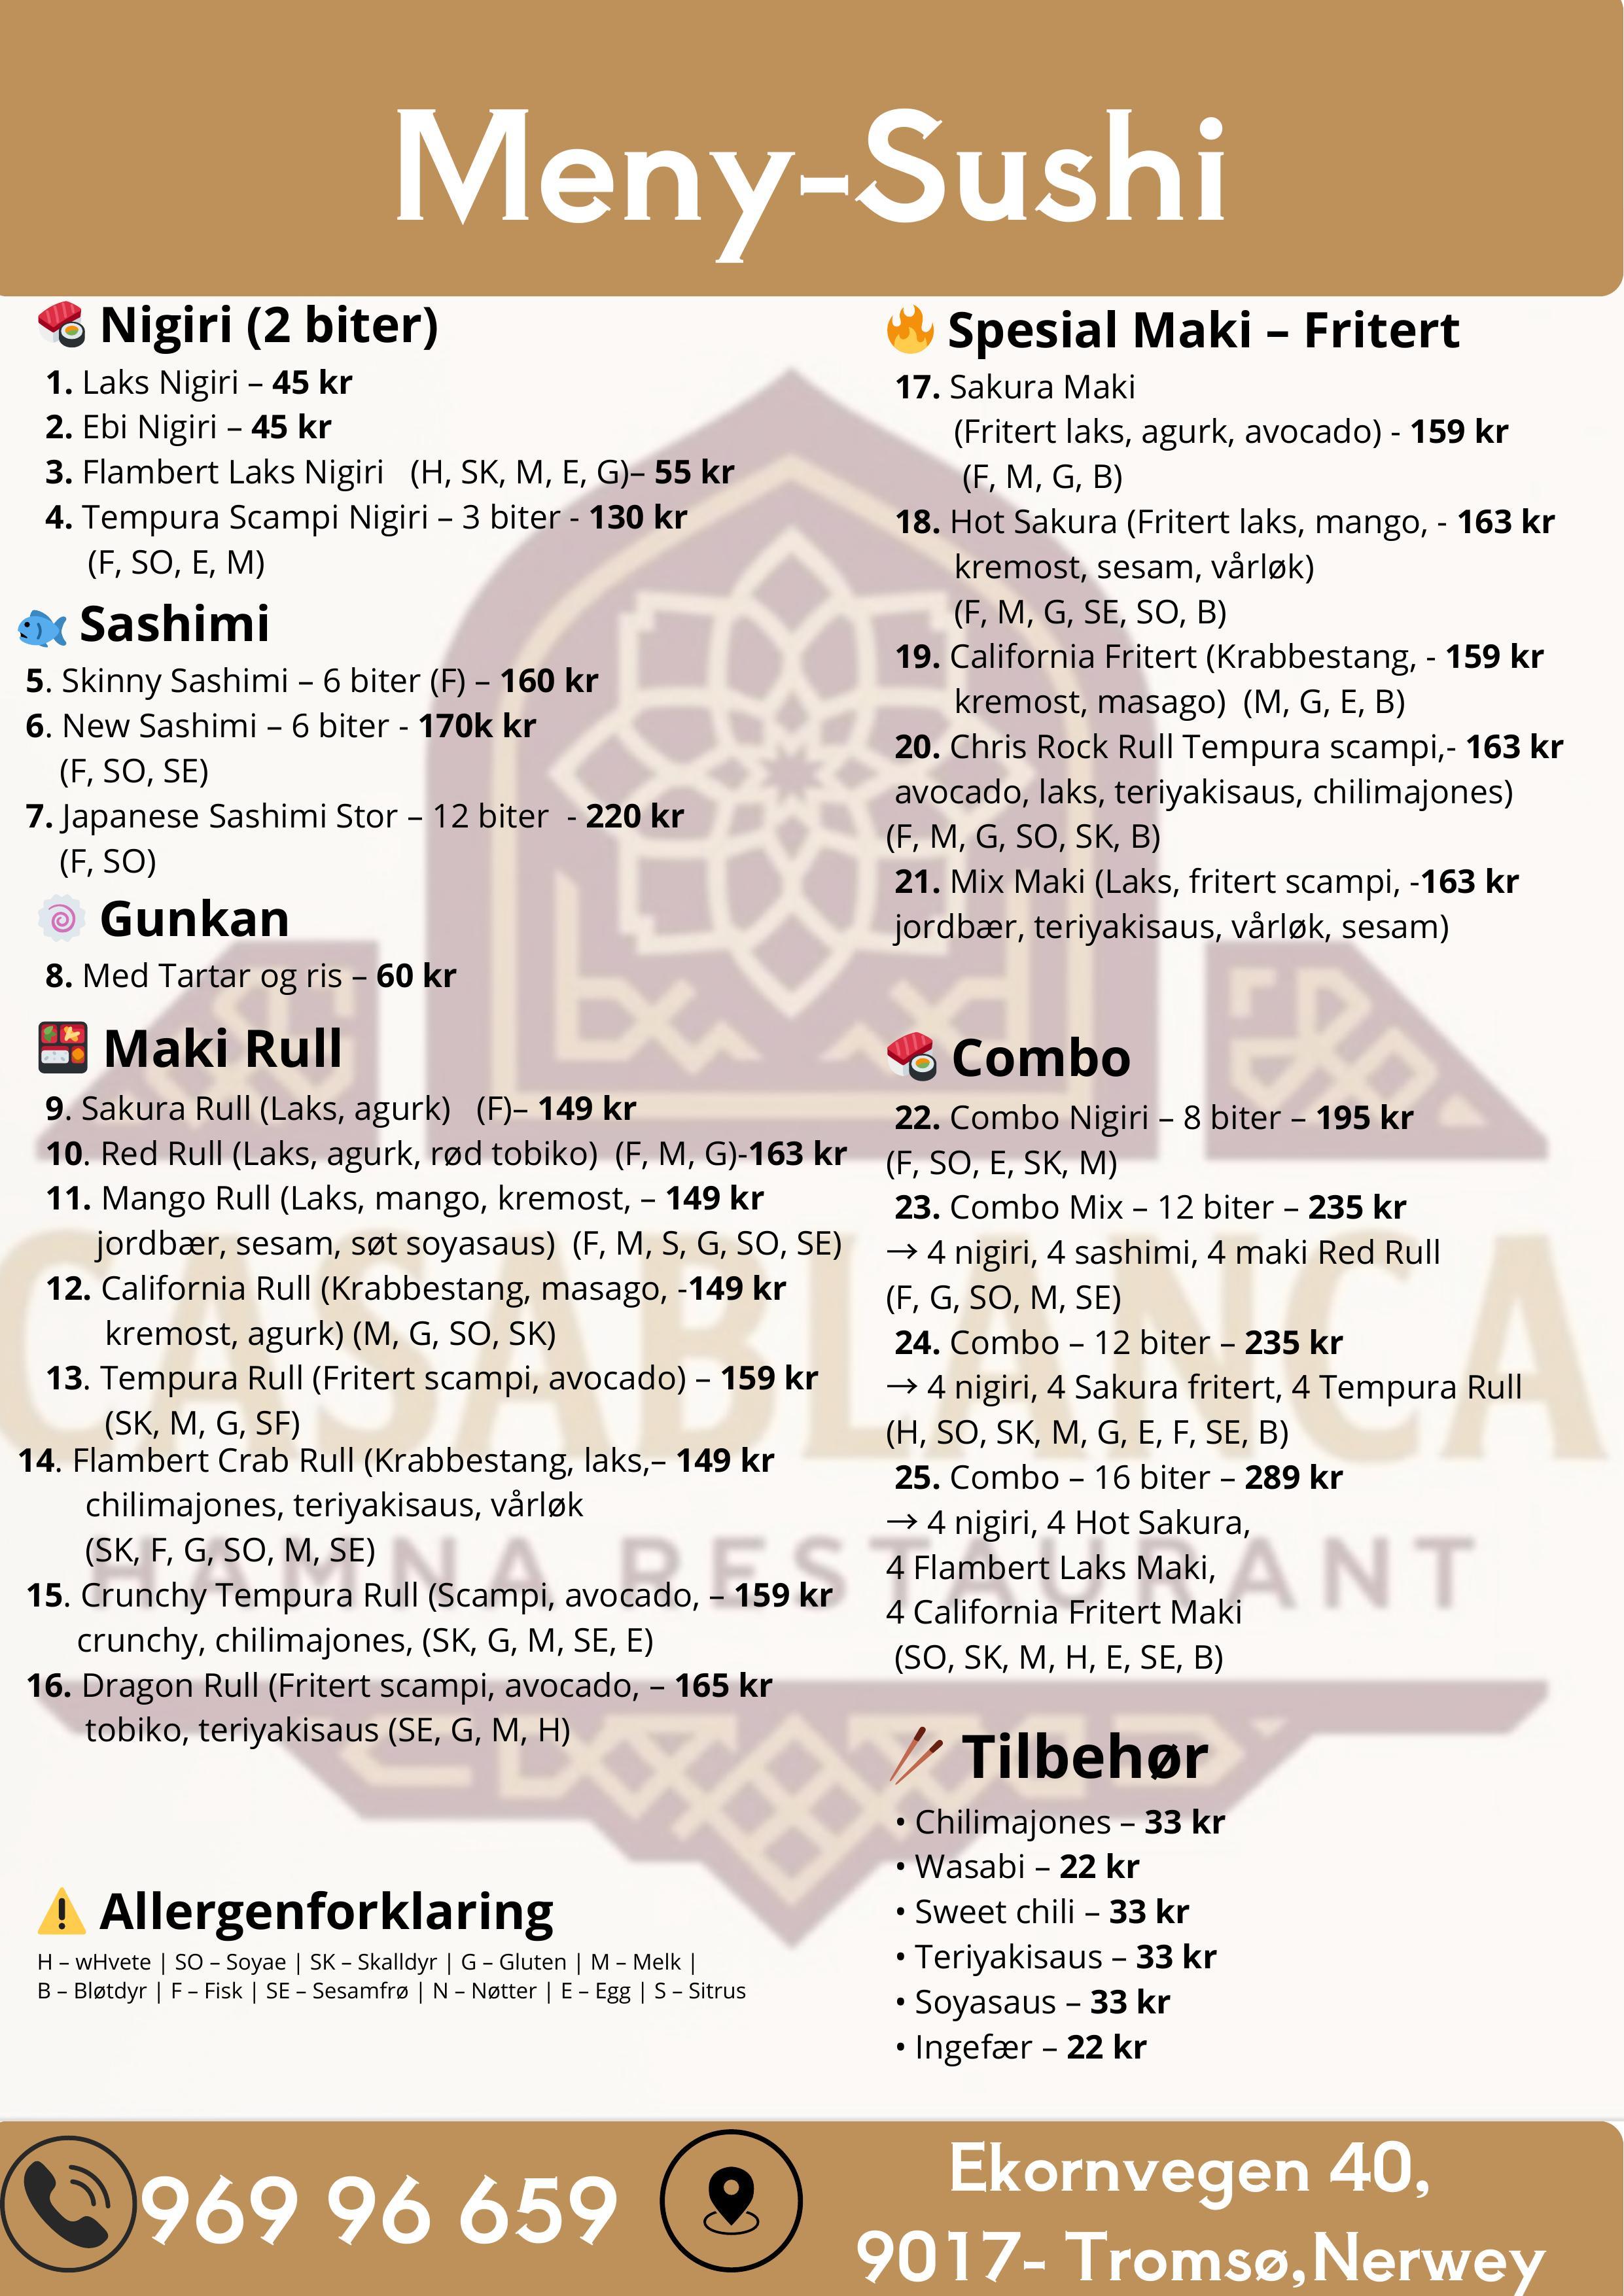 Meny-Sushi
Nigiri (2 biter)
1. Laks Nigiri – 45 kr
2. Ebi Nigiri – 45 kr
3. Flambert Laks Nigiri (H, SK, M, E, G)– 55 kr
4. Tempura Scampi Nigiri – 3 biter - 130 kr
(F, SO, E, M)
Sashimi
5. Skinny Sashimi – 6 biter (F) – 160 kr
6. New Sashimi – 6 biter - 170k kr
(F, SO, SE)
7. Japanese Sashimi Stor – 12 biter - 220 kr
(F, SO)
Gunkan
8. Med Tartar og ris – 60 kr
Maki Rull
9. Sakura Rull (Laks, agurk) (F)– 149 kr
10. Red Rull (Laks, agurk, rød tobiko) (F, M, G)-163 kr
11. Mango Rull (Laks, mango, kremost, – 149 kr
jordbær, sesam, søt soyasaus) (F, M, S, G, SO, SE)
12. California Rull (Krabbestang, masago, -149 kr
kremost, agurk) (M, G, SO, SK)
13. Tempura Rull (Fritert scampi, avocado) – 159 kr
(SK, M, G, SF)
14. Flambert Crab Rull (Krabbestang, laks,– 149 kr
chilimajones, teriyakisaus, vårløk
(SK, F, G, SO, M, SE)
15. Crunchy Tempura Rull (Scampi, avocado, – 159 kr
crunchy, chilimajones, (SK, G, M, SE, E)
16. Dragon Rull (Fritert scampi, avocado, – 165 kr
tobiko, teriyakisaus (SE, G, M, H)
Allergenforklaring
H – wHvete | SO – Soyae | SK – Skalldyr | G – Gluten | M – Melk |
B – Bløtdyr | F – Fisk | SE – Sesamfrø | N – Nøtter | E – Egg | S – Sitrus
Spesial Maki – Fritert
17. Sakura Maki
(Fritert laks, agurk, avocado) - 159 kr
(F, M, G, B)
18. Hot Sakura (Fritert laks, mango, - 163 kr
kremost, sesam, vårløk)
(F, M, G, SE, SO, B)
19. California Fritert (Krabbestang, - 159 kr
kremost, masago) (M, G, E, B)
20. Chris Rock Rull Tempura scampi,- 163 kr
avocado, laks, teriyakisaus, chilimajones)
(F, M, G, SO, SK, B)
21. Mix Maki (Laks, fritert scampi, -163 kr
jordbær, teriyakisaus, vårløk, sesam)
Combo
22. Combo Nigiri – 8 biter – 195 kr
(F, SO, E, SK, M)
23. Combo Mix – 12 biter – 235 kr
→ 4 nigiri, 4 sashimi, 4 maki Red Rull
(F, G, SO, M, SE)
24. Combo – 12 biter – 235 kr
→ 4 nigiri, 4 Sakura fritert, 4 Tempura Rull
(H, SO, SK, M, G, E, F, SE, B)
25. Combo – 16 biter – 289 kr
→ 4 nigiri, 4 Hot Sakura,
4 Flambert Laks Maki,
4 California Fritert Maki
(SO, SK, M, H, E, SE, B)
Tilbehør
• Chilimajones – 33 kr
• Wasabi – 22 kr
• Sweet chili – 33 kr
• Teriyakisaus – 33 kr
• Soyasaus – 33 kr
• Ingefær – 22 kr
CASABLANCA
HAMNA RESTAURANT
969 96 659
Ekornvegen 40,
9017- Tromsø,Nerwey